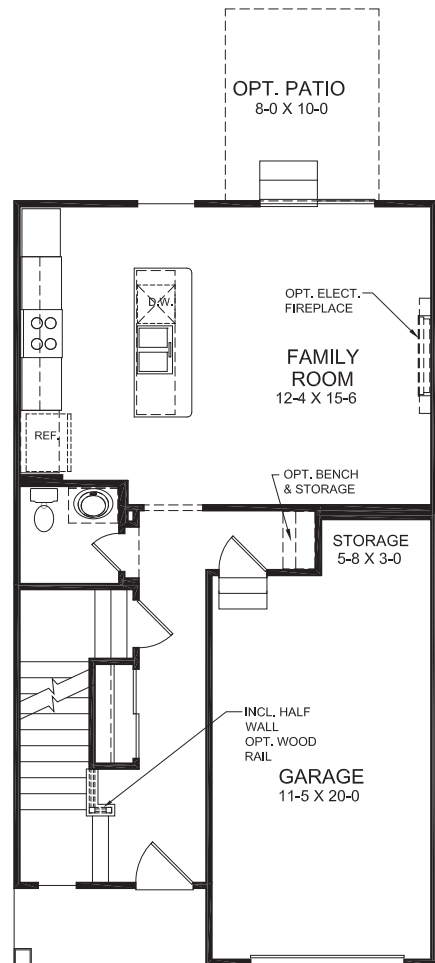 OPT. PATIO
8-0 X 10-0
D.W.
OPT. ELECT.
FIREPLACE
FAMILY
ROOM
12-4 X 15-6
REF.
OPT. BENCH
& STORAGE
STORAGE
5-8 X 3-0
INCL. HALF
WALL
OPT. WOOD
RAIL
GARAGE
11-5 X 20-0